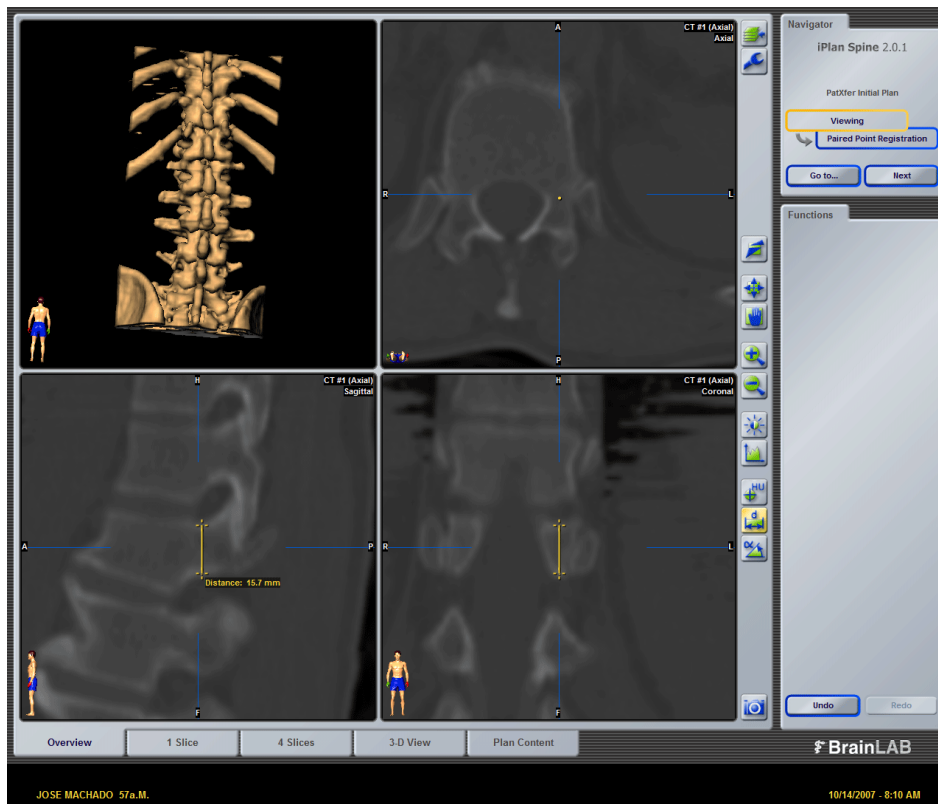 A
CT #1 (Axial)
Axial
R
L
P
H
CT #1 (Axial)
Sagittal
A
P
Distance: 15.7 mm
F
H
CT #1 (Axial)
Coronal
R
L
F
HU
d
Navigator
iPlan Spine 2.0.1
PatXfer Initial Plan
Viewing
Paired Point Registration
Go to...
Next
Functions
Undo
Redo
Overview
1 Slice
4 Slices
3-D View
Plan Content
BrainLAB
JOSE MACHADO 57a.M.
10/14/2007 - 8:10 AM